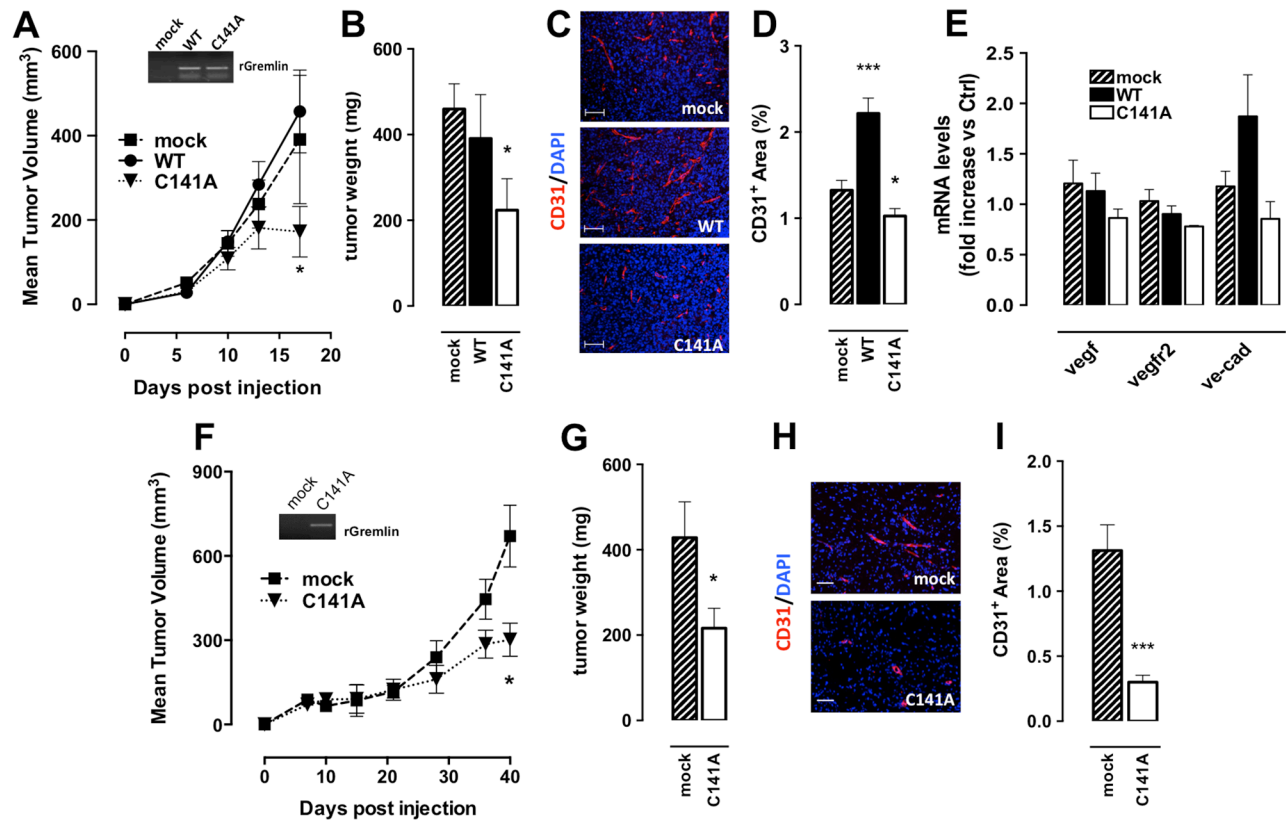 A
mock
WT
C141A
rGremlin
Mean Tumor Volume (mm³)
600
400
200
0
mock
WT
C141A
*
0
5
10
15
20
Days post injection
B
tumor weight (mg)
600
400
200
0
*
mock
WT
C141A
C
CD31/DAPI
mock
WT
C141A
D
CD31⁺ Area (%)
3
2
1
0
***
*
mock
WT
C141A
E
mRNA levels
(fold increase vs Ctrl)
2.5
2.0
1.5
1.0
0.5
0.0
mock
WT
C141A
vegf
vegfr2
ve-cad
F
mock
C141A
rGremlin
Mean Tumor Volume (mm³)
900
600
300
0
mock
C141A
*
0
10
20
30
40
Days post injection
G
tumor weight (mg)
600
400
200
0
*
mock
C141A
H
CD31/DAPI
mock
C141A
I
CD31⁺ Area (%)
2.0
1.5
1.0
0.5
0.0
***
mock
C141A